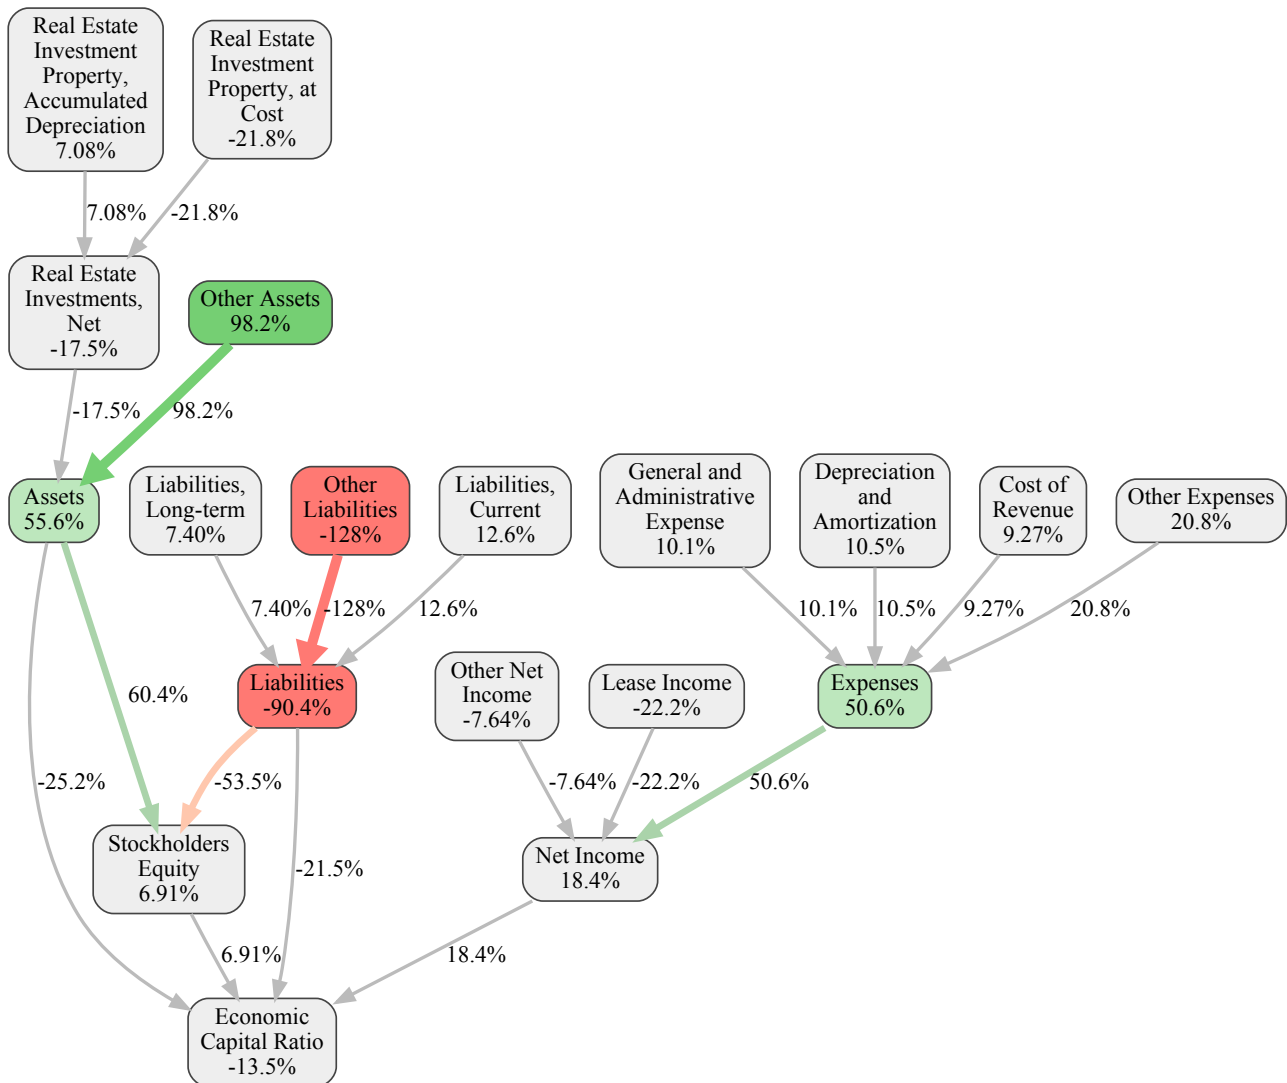 Real Estate
Investment
Property,
Accumulated
Depreciation
7.08%
Real Estate
Investment
Property, at
Cost
-21.8%
7.08%
-21.8%
Real Estate
Investments,
Net
-17.5%
Other Assets
98.2%
-17.5%
98.2%
Assets
55.6%
Liabilities,
Long-term
7.40%
Other
Liabilities
-128%
Liabilities,
Current
12.6%
General and
Administrative
Expense
10.1%
Depreciation
and
Amortization
10.5%
Cost of
Revenue
9.27%
Other Expenses
20.8%
7.40%
-128%
12.6%
10.1%
10.5%
9.27%
20.8%
60.4%
Liabilities
-90.4%
Other Net
Income
-7.64%
Lease Income
-22.2%
Expenses
50.6%
-25.2%
-53.5%
-7.64%
-22.2%
50.6%
Stockholders
Equity
6.91%
-21.5%
Net Income
18.4%
6.91%
18.4%
Economic
Capital Ratio
-13.5%